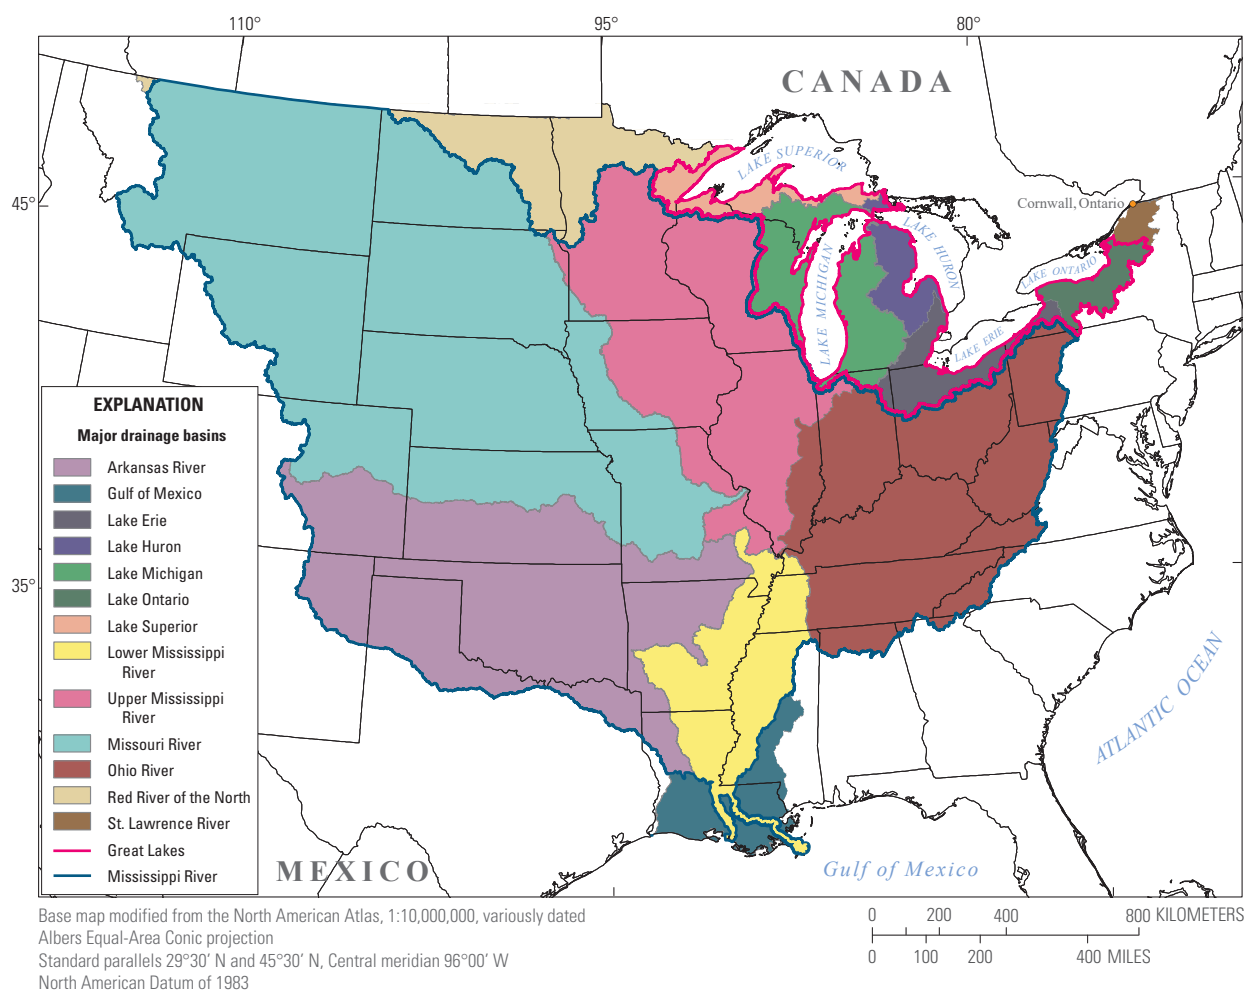 110°
95°
80°
CANADA
LAKE SUPERIOR
45°
Cornwall, Ontario
LAKE HURON
LAKE MICHIGAN
LAKE ONTARIO
LAKE ERIE
EXPLANATION
Major drainage basins
Arkansas River
Gulf of Mexico
Lake Erie
Lake Huron
Lake Michigan
Lake Ontario
Lake Superior
Lower Mississippi
River
Upper Mississippi
River
Missouri River
Ohio River
Red River of the North
St. Lawrence River
Great Lakes
Mississippi River
35°
ATLANTIC OCEAN
MEXICO
Gulf of Mexico
Base map modified from the North American Atlas, 1:10,000,000, variously dated
Albers Equal-Area Conic projection
Standard parallels 29°30' N and 45°30' N, Central meridian 96°00' W
North American Datum of 1983
0 200 400 800 KILOMETERS
0 100 200 400 MILES